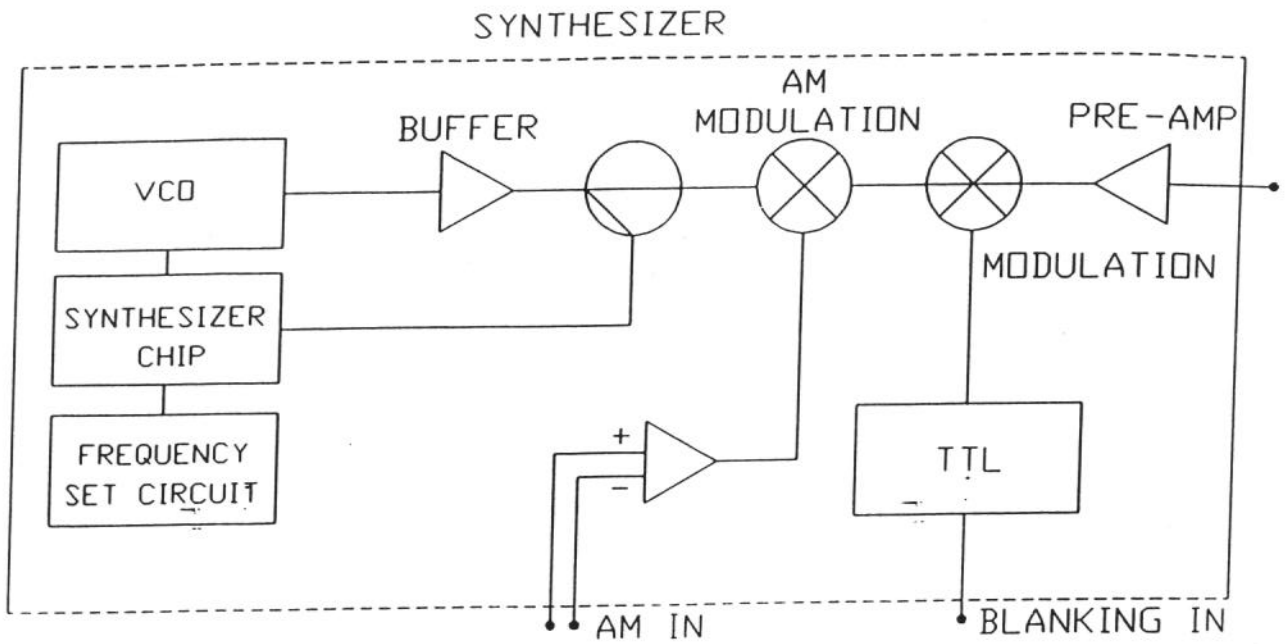 SYNTHESIZER
AM
MODULATION
BUFFER
PRE-AMP
VCO
MODULATION
SYNTHESIZER
CHIP
FREQUENCY
SET CIRCUIT
+
-
TTL
AM IN
BLANKING IN